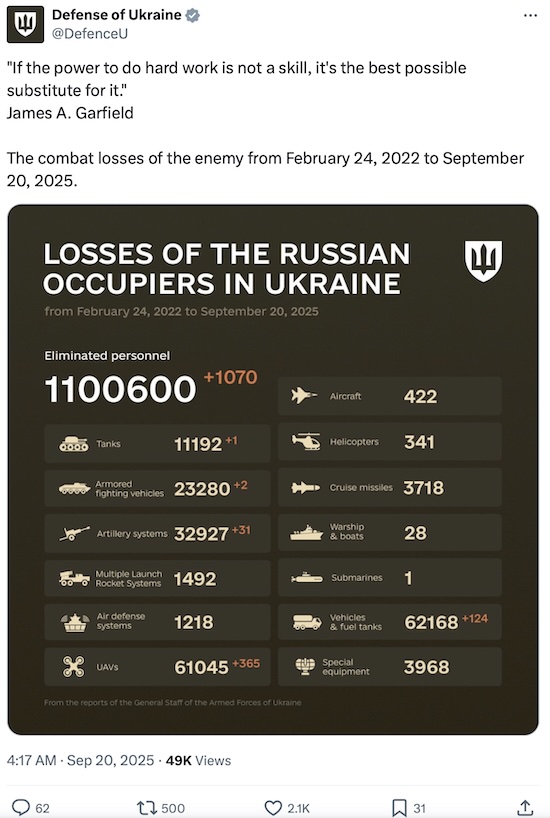 Defense of Ukraine
@DefenceU
"If the power to do hard work is not a skill, it's the best possible
substitute for it."
James A. Garfield
The combat losses of the enemy from February 24, 2022 to September
20, 2025.
LOSSES OF THE RUSSIAN
OCCUPIERS IN UKRAINE
from February 24, 2022 to September 20, 2025
Eliminated personnel
1100600 +1070
Tanks 11192 +1
Armored
fighting vehicles 23280 +2
Artillery systems 32927 +31
Multiple Launch
Rocket Systems 1492
Air defense
systems 1218
UAVs 61045 +365
Aircraft 422
Helicopters 341
Cruise missiles 3718
Warship
& boats 28
Submarines 1
Vehicles
& fuel tanks 62168 +124
Special
equipment 3968
From the reports of the General Staff of the Armed Forces of Ukraine
4:17 AM · Sep 20, 2025 · 49K Views
62 500 2.1K 31